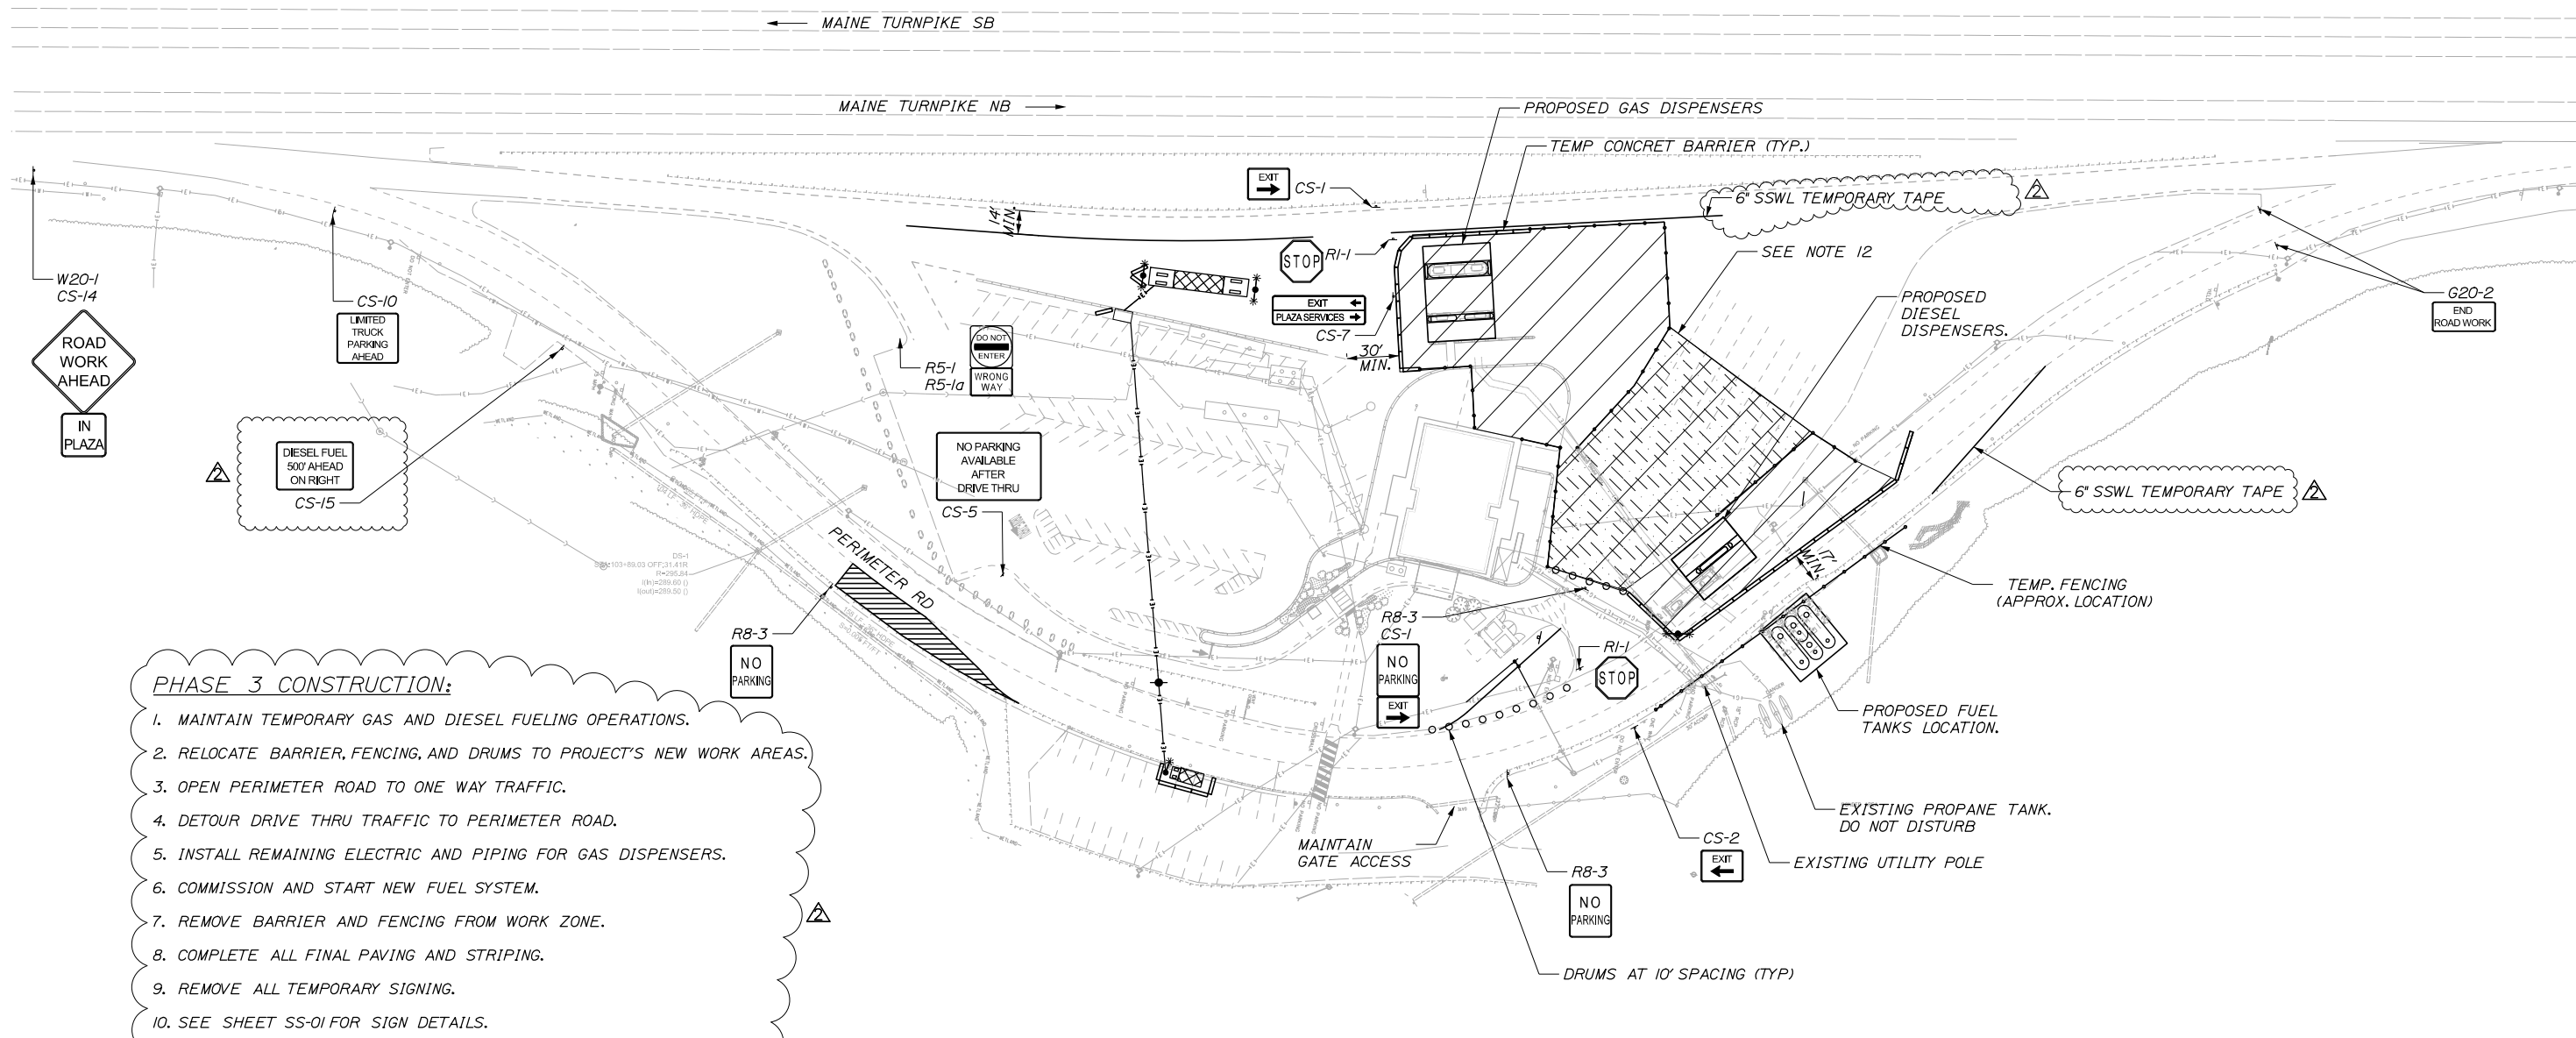 MAINE TURNPIKE SB
MAINE TURNPIKE NB
PROPOSED GAS DISPENSERS
TEMP CONCRET BARRIER (TYP.)
EXIT
CS-1
6" SSWL TEMPORARY TAPE
2
14'
MIN.
STOP
R1-1
SEE NOTE 12
W20-1
CS-14
ROAD
WORK
AHEAD
IN
PLAZA
CS-10
LIMITED
TRUCK
PARKING
AHEAD
EXIT
PLAZA SERVICES
CS-7
30'
MIN.
PROPOSED
DIESEL
DISPENSERS.
G20-2
END
ROAD WORK
R5-1
R5-1a
DO NOT
ENTER
WRONG
WAY
2
DIESEL FUEL
500' AHEAD
ON RIGHT
CS-15
NO PARKING
AVAILABLE
AFTER
DRIVE THRU
CS-5
6" SSWL TEMPORARY TAPE
2
PERIMETER RD
17'
MIN.
TEMP. FENCING
(APPROX. LOCATION)
R8-3
NO
PARKING
R8-3
CS-1
NO
PARKING
EXIT
R1-1
STOP
PROPOSED FUEL
TANKS LOCATION.
EXISTING PROPANE TANK.
DO NOT DISTURB
MAINTAIN
GATE ACCESS
CS-2
EXIT
EXISTING UTILITY POLE
R8-3
NO
PARKING
DRUMS AT 10' SPACING (TYP)
PHASE 3 CONSTRUCTION:
1. MAINTAIN TEMPORARY GAS AND DIESEL FUELING OPERATIONS.
2. RELOCATE BARRIER, FENCING, AND DRUMS TO PROJECT'S NEW WORK AREAS.
3. OPEN PERIMETER ROAD TO ONE WAY TRAFFIC.
4. DETOUR DRIVE THRU TRAFFIC TO PERIMETER ROAD.
5. INSTALL REMAINING ELECTRIC AND PIPING FOR GAS DISPENSERS.
6. COMMISSION AND START NEW FUEL SYSTEM.
7. REMOVE BARRIER AND FENCING FROM WORK ZONE.
8. COMPLETE ALL FINAL PAVING AND STRIPING.
9. REMOVE ALL TEMPORARY SIGNING.
10. SEE SHEET SS-01 FOR SIGN DETAILS.
2